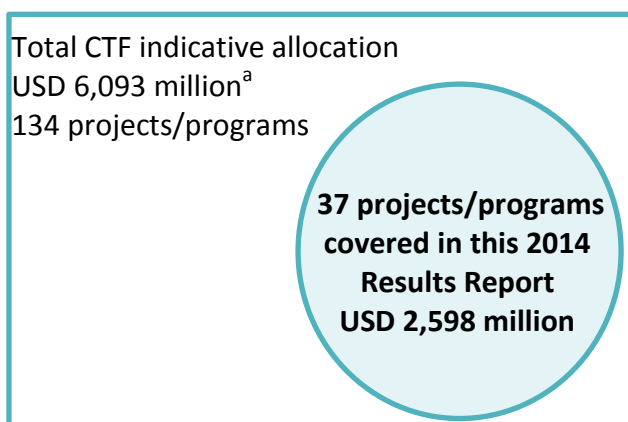 Total CTF indicative allocation
USD 6,093 million^a
134 projects/programs
37 projects/programs
covered in this 2014
Results Report
USD 2,598 million